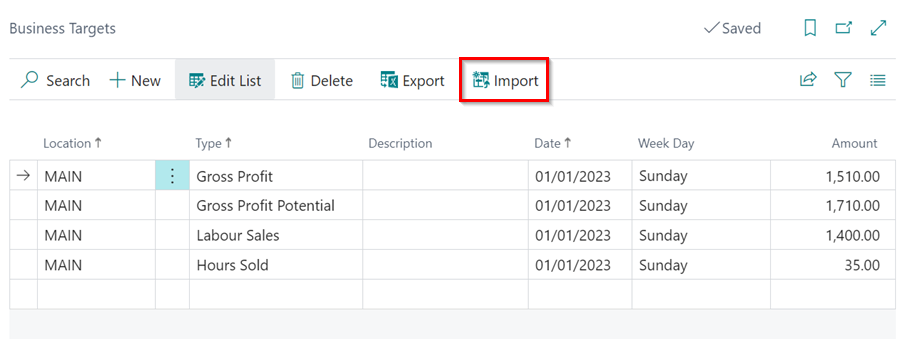 Business Targets Saved
Search New Edit List Delete Export Import
Location ↑ Type ↑ Description Date ↑ Week Day Amount
→ MAIN ⋮ Gross Profit 01/01/2023 Sunday 1,510.00
MAIN Gross Profit Potential 01/01/2023 Sunday 1,710.00
MAIN Labour Sales 01/01/2023 Sunday 1,400.00
MAIN Hours Sold 01/01/2023 Sunday 35.00